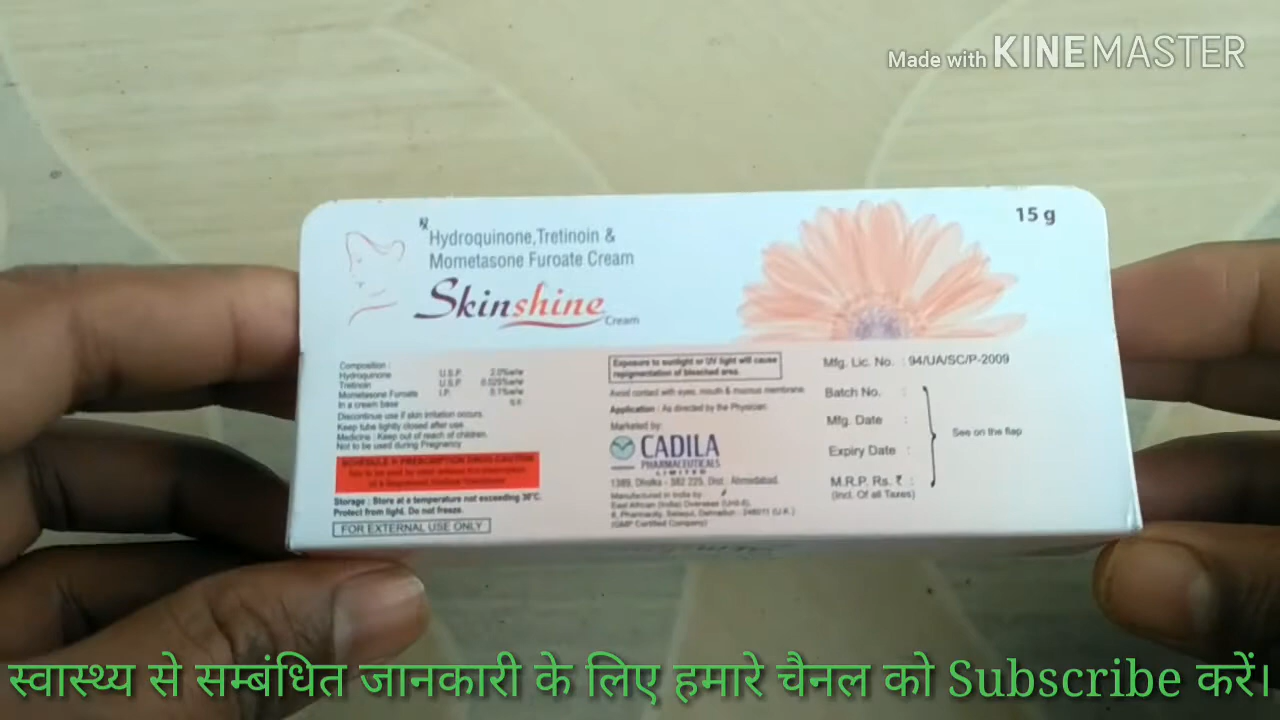 Made with KINEMASTER
15 g
Rx
Hydroquinone, Tretinoin &
Mometasone Furoate Cream
Skinshine
Cream
Composition :
Hydroquinone U.S.P. 2.0%w/w
Tretinoin U.S.P. 0.025%w/w
Mometasone Furoate I.P. 0.1%w/w
In a cream base q.s.
Discontinue use if skin irritation occurs.
Keep tube tightly closed after use.
Medicine : Keep out of reach of children.
Not to be used during Pregnancy
SCHEDULE H PRESCRIPTION DRUG-CAUTION
Storage : Store at a temperature not exceeding 30°C.
Protect from light. Do not freeze.
FOR EXTERNAL USE ONLY
Exposure to sunlight or UV light will cause
repigmentation of bleached area.
Avoid contact with eyes, mouth & mucous membrane.
Application : As directed by the Physician.
Marketed by:
CADILA
PHARMACEUTICALS
LIMITED
1389, Dholka - 382 225, Dist. Ahmedabad.
Manufactured in India by
East African (India) Overseas
(GMP Certified Company)
Mfg. Lic. No. : 94/UA/SC/P-2009
Batch No. :
Mfg. Date :
Expiry Date :
M.R.P. Rs. ₹ :
(Incl. Of all Taxes)
See on the flap
स्वास्थ्य से सम्बंधित जानकारी के लिए हमारे चैनल को Subscribe करें।